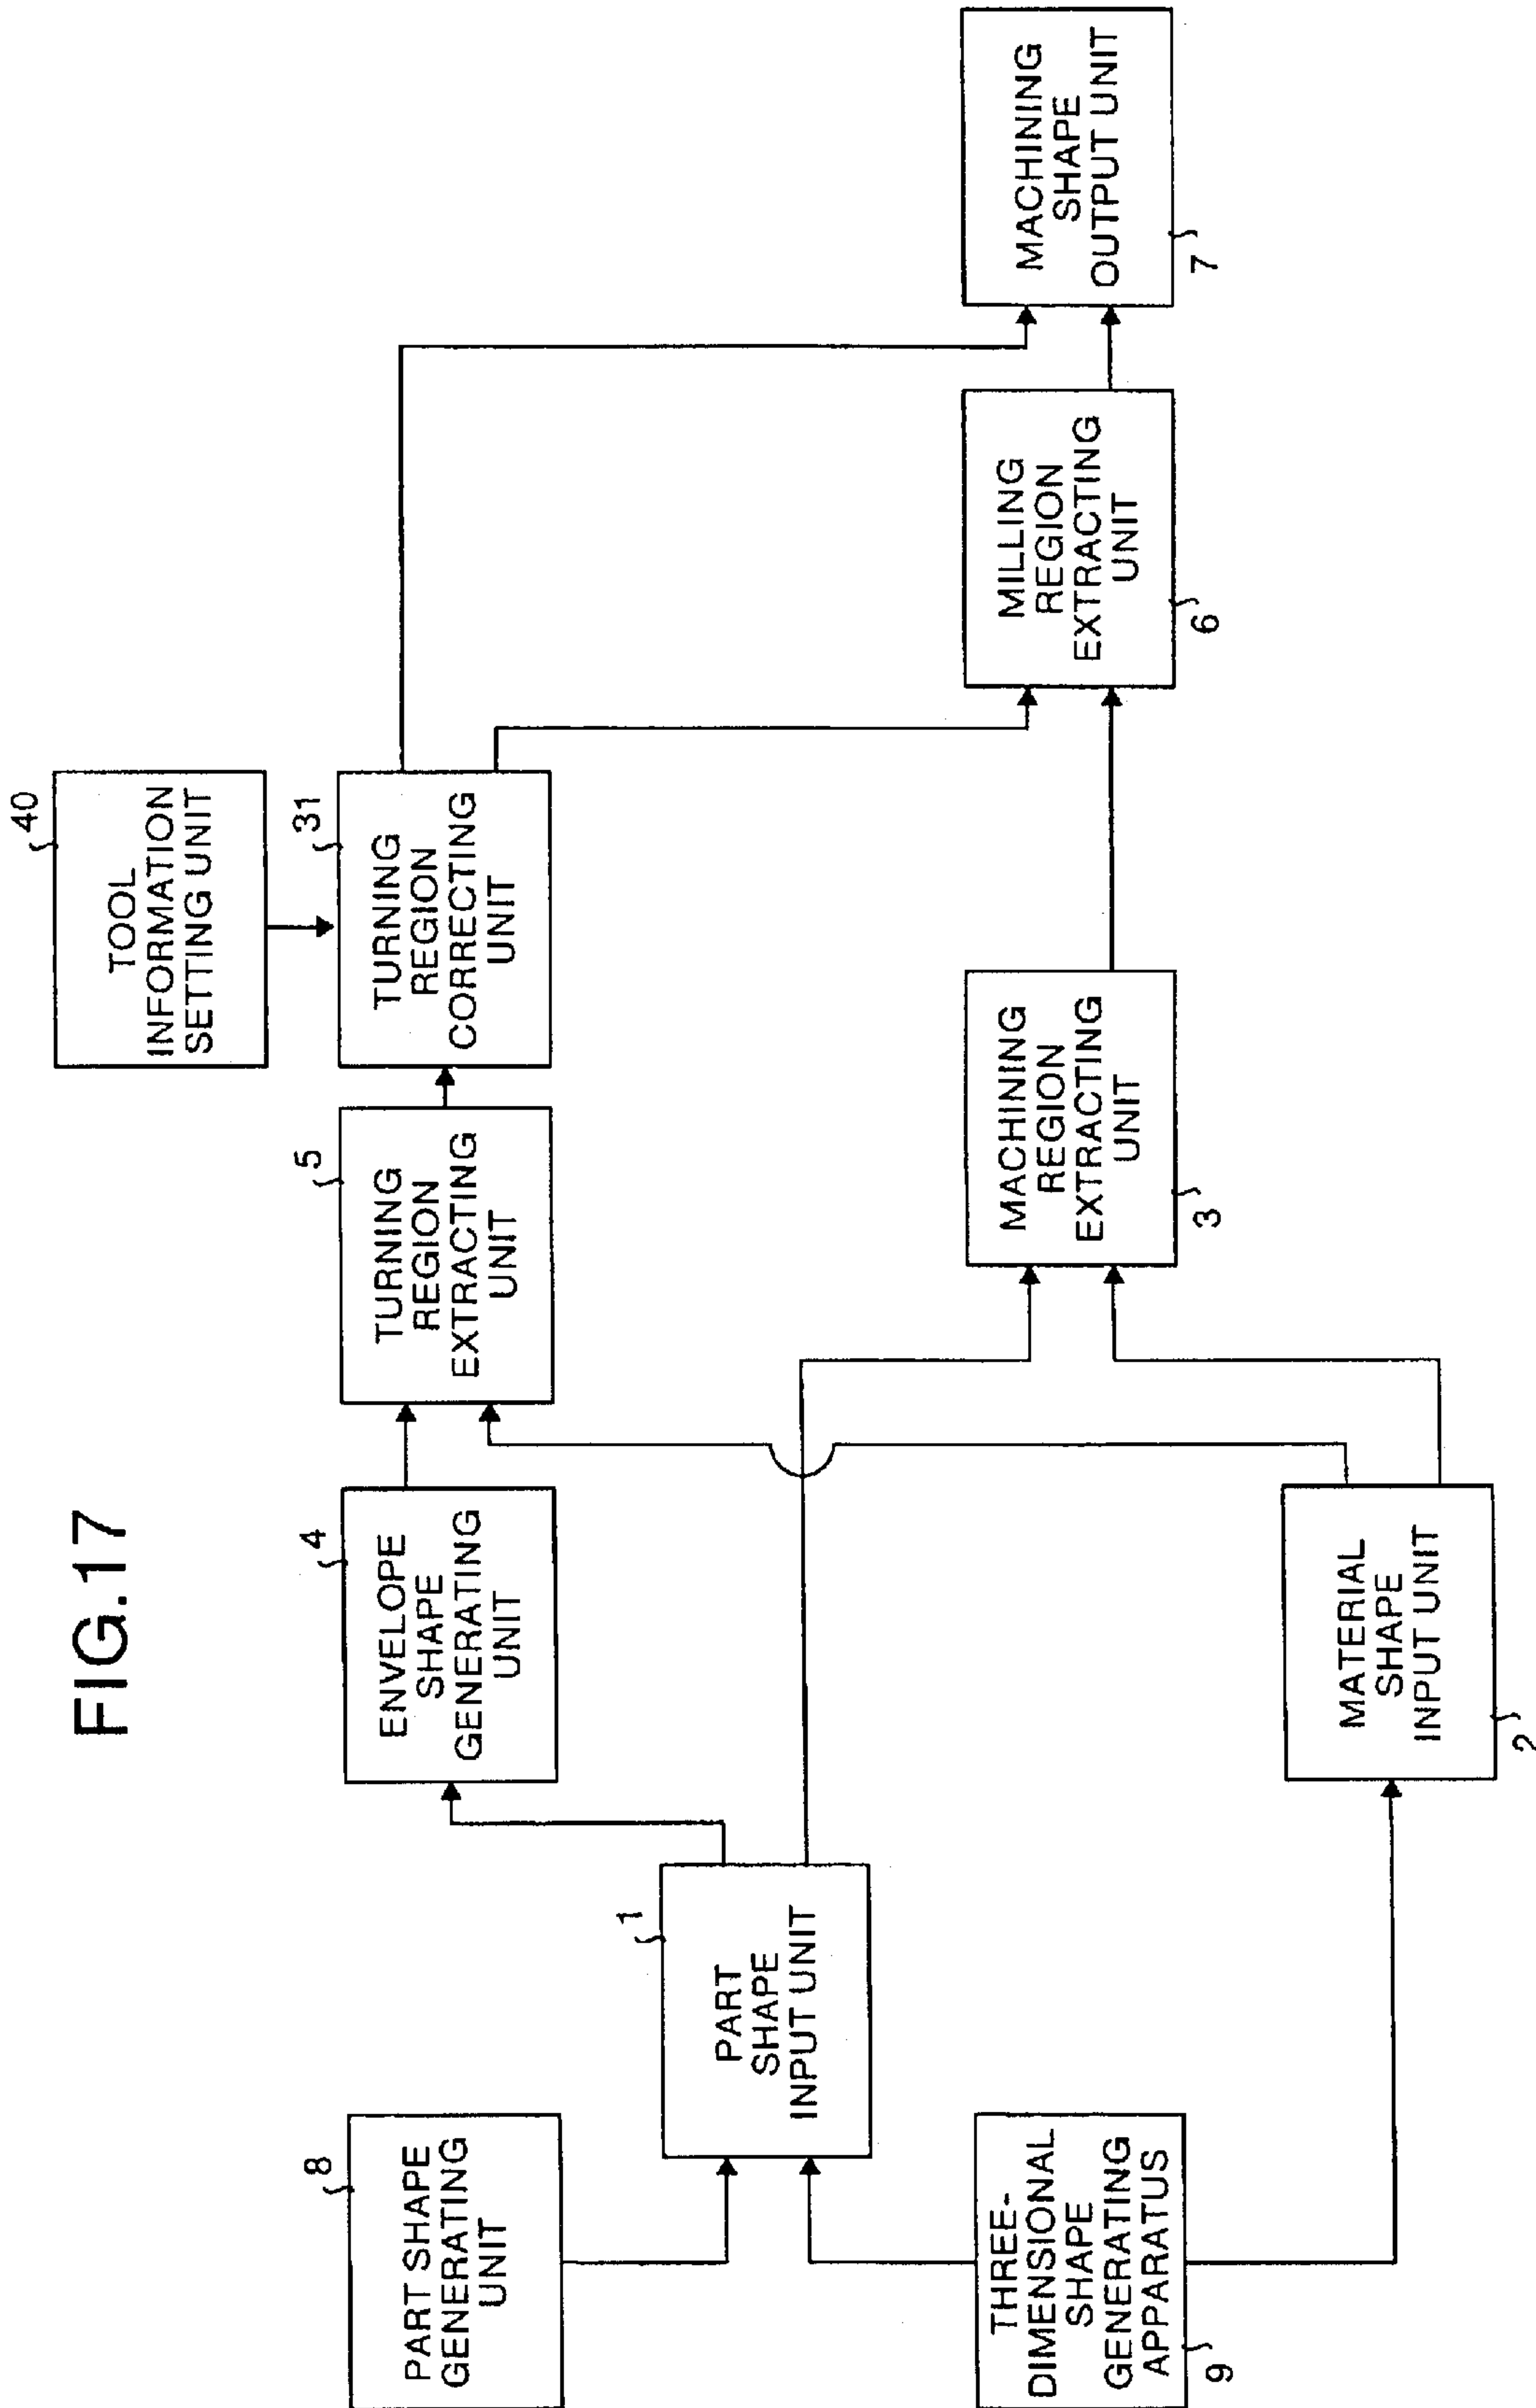 FIG.17
8
PART SHAPE
GENERATING
UNIT
9
THREE-
DIMENSIONAL
SHAPE
GENERATING
APPARATUS
1
PART
SHAPE
INPUT UNIT
2
MATERIAL
SHAPE
INPUT UNIT
4
ENVELOPE
SHAPE
GENERATING
UNIT
5
TURNING
REGION
EXTRACTING
UNIT
3
MACHINING
REGION
EXTRACTING
UNIT
40
TOOL
INFORMATION
SETTING UNIT
31
TURNING
REGION
CORRECTING
UNIT
6
MILLING
REGION
EXTRACTING
UNIT
7
MACHINING
SHAPE
OUTPUT UNIT